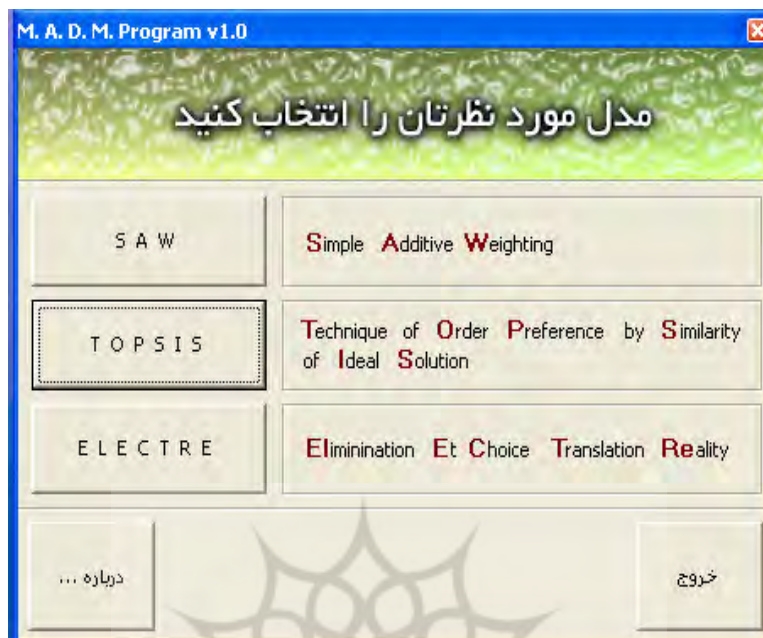 M. A. D. M. Program v1.0
مدل مورد نظرتان را انتخاب کنید
S A W
Simple Additive Weighting
T O P S I S
Technique of Order Preference by Similarity
of Ideal Solution
E L E C T R E
Eliminination Et Choice Translation Reality
درباره ...
خروج